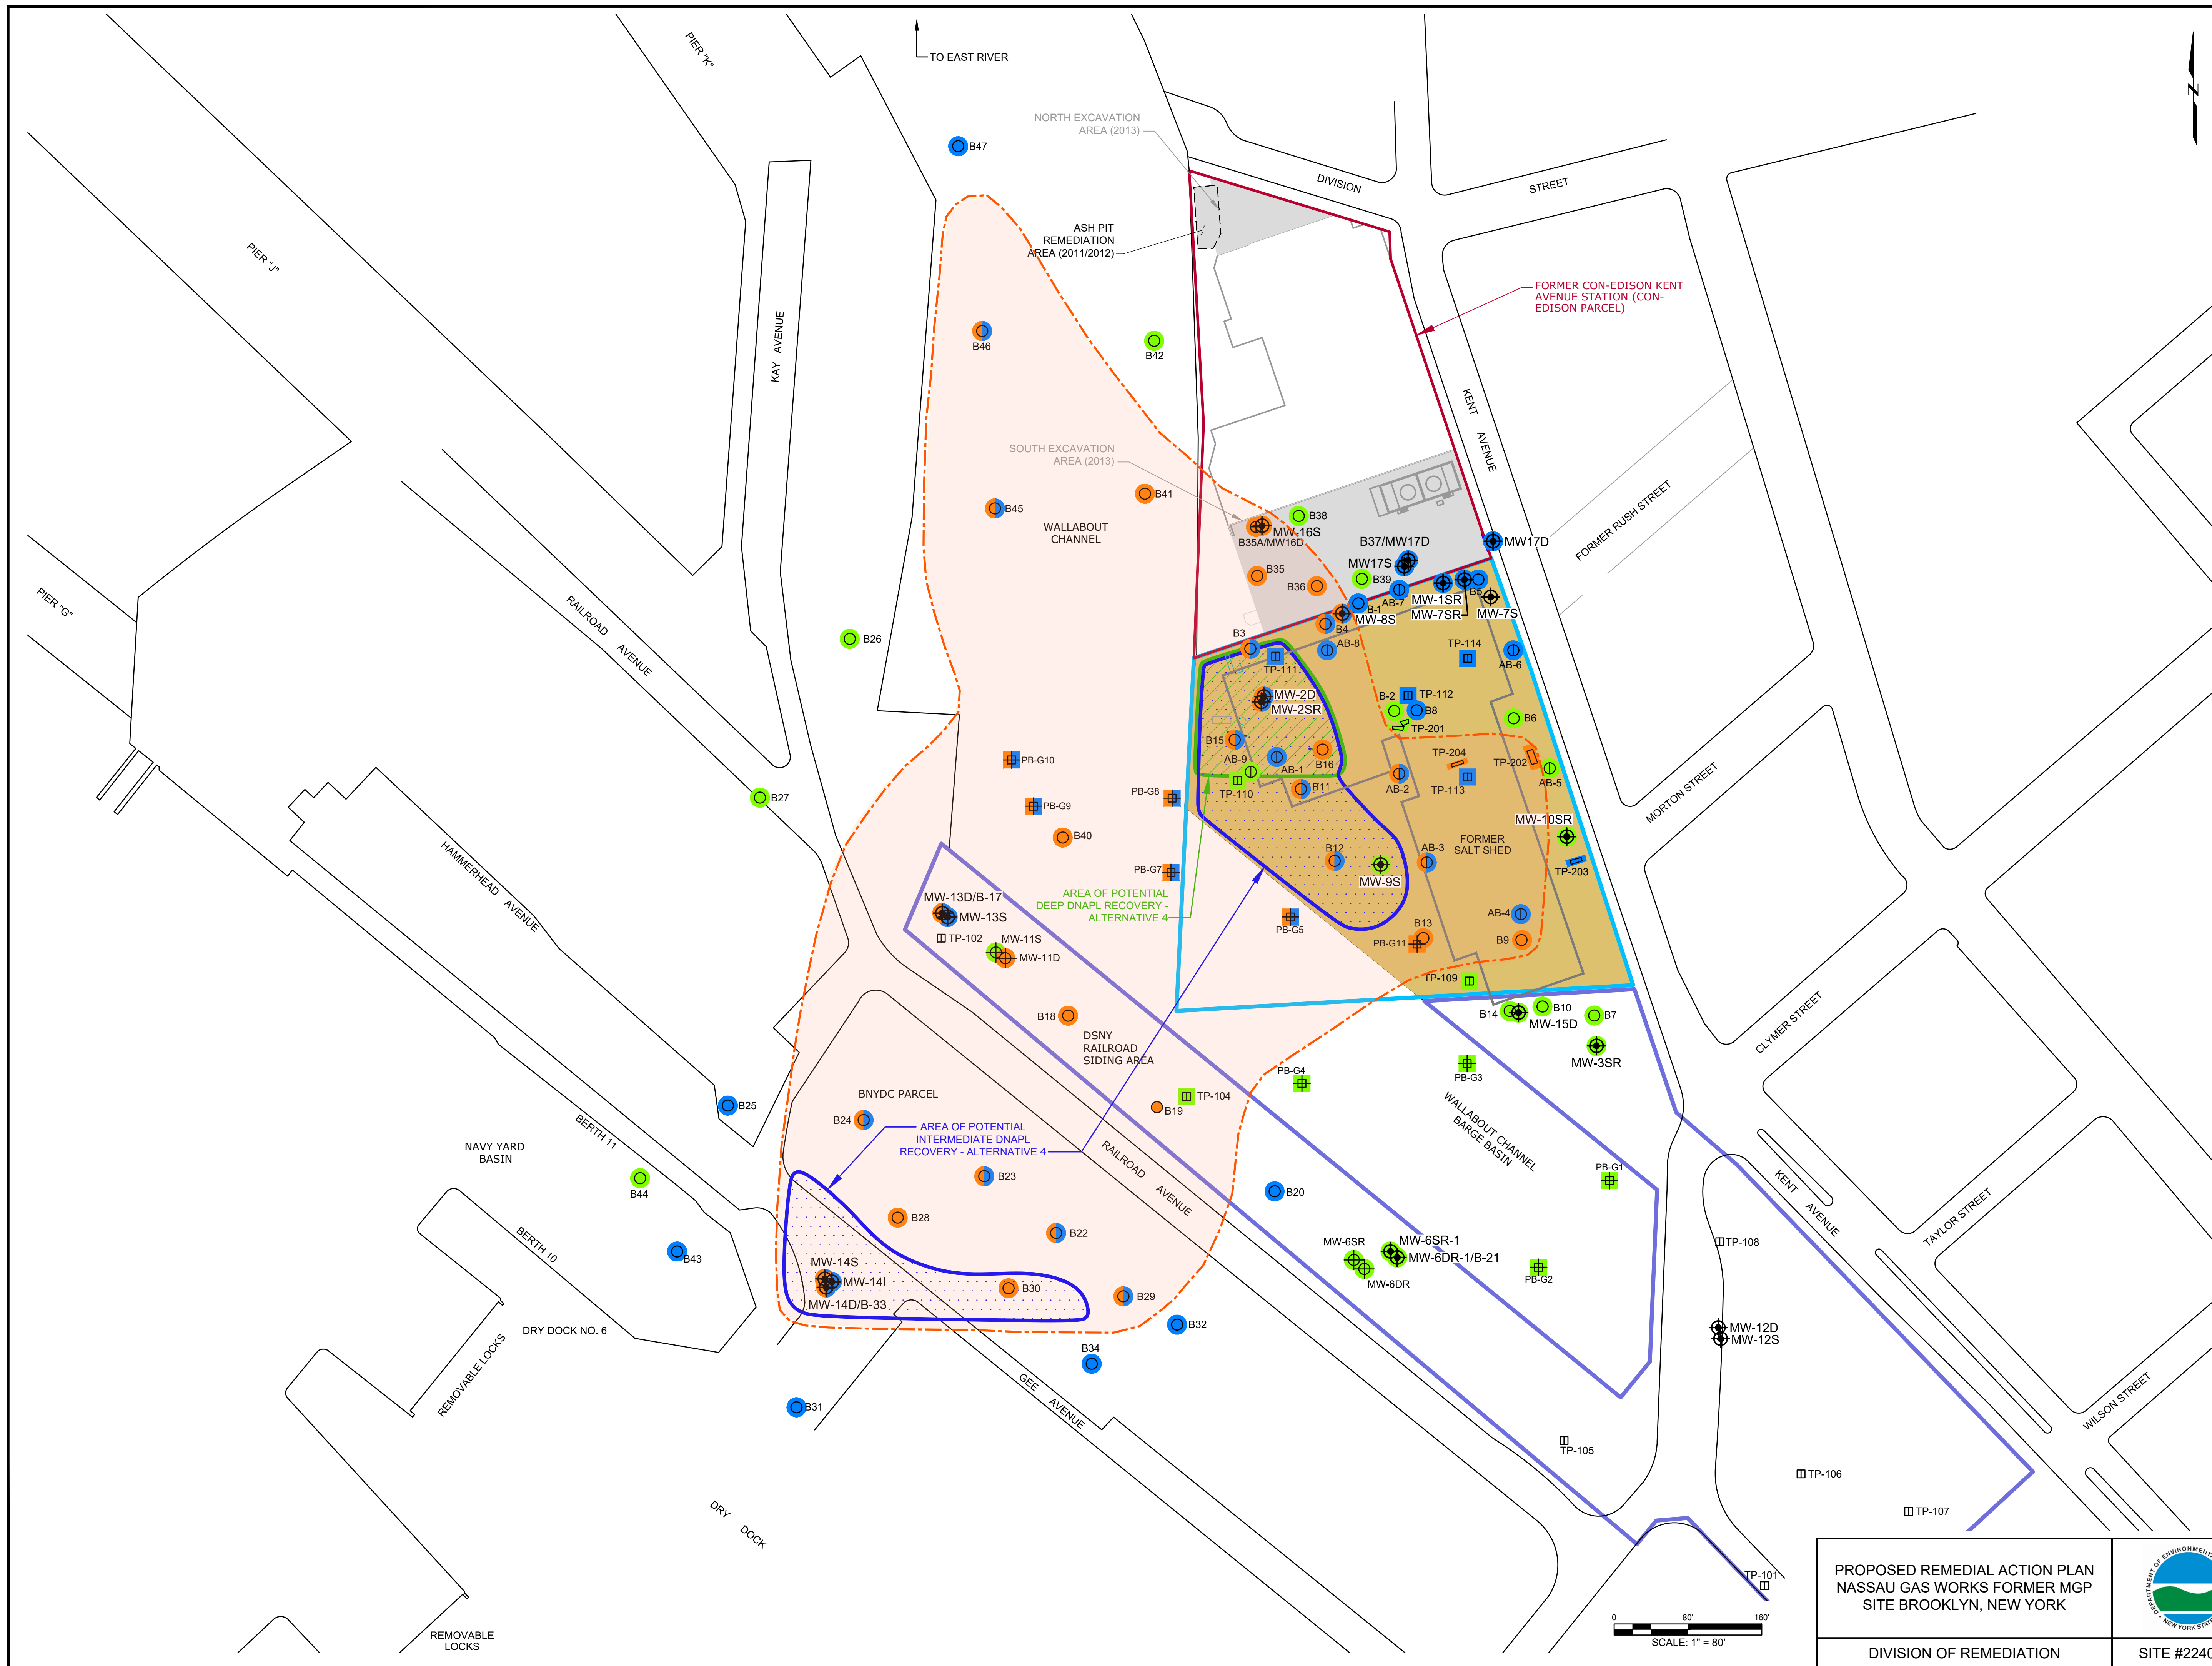 PIER "K"
TO EAST RIVER
N
NORTH EXCAVATION
AREA (2013)
B47
DIVISION
STREET
ASH PIT
REMEDIATION
AREA (2011/2012)
PIER "J"
FORMER CON-EDISON KENT
AVENUE STATION (CON-
EDISON PARCEL)
KAY AVENUE
B46
B42
KENT AVENUE
SOUTH EXCAVATION
AREA (2013)
B41
B45
WALLABOUT
CHANNEL
B38
MW-16S
B35A/MW16D
B37/MW17D
MW17D
MW17S
FORMER RUSH STREET
B35
B36
B39
AB-7
B5
MW-1SR
MW-7SR
MW-7S
B-1
MW-8S
PIER "G"
RAILROAD AVENUE
B26
B3
B4
AB-8
TP-114
AB-6
TP-111
MW-2D
MW-2SR
B-2
TP-112
B8
B6
TP-201
B15
AB-9
AB-1
B16
TP-204
TP-202
AB-5
TP-110
B11
AB-2
TP-113
PB-G10
PB-G8
PB-G9
B27
B40
MORTON STREET
MW-10SR
FORMER
SALT SHED
B12
AB-3
TP-203
MW-9S
HAMMERHEAD AVENUE
PB-G7
AREA OF POTENTIAL
DEEP DNAPL RECOVERY -
ALTERNATIVE 4
MW-13D/B-17
MW-13S
TP-102
MW-11S
MW-11D
PB-G5
B13
AB-4
PB-G11
B9
TP-109
B18
DSNY
RAILROAD
SIDING AREA
B14
B10
B7
MW-15D
MW-3SR
CLYMER STREET
PB-G4
PB-G3
BNYDC PARCEL
TP-104
B19
B25
B24
BERTH 11
AREA OF POTENTIAL
INTERMEDIATE DNAPL
RECOVERY - ALTERNATIVE 4
WALLABOUT CHANNEL
BARGE BASIN
NAVY YARD
BASIN
RAILROAD AVENUE
B44
B23
B20
PB-G1
KENT AVENUE
TAYLOR STREET
B28
B22
BERTH 10
B43
MW-6SR
MW-6SR-1
MW-6DR-1/B-21
MW-6DR
TP-108
PB-G2
MW-14S
MW-14I
MW-14D/B-33
B30
B29
DRY DOCK NO. 6
B32
MW-12D
MW-12S
REMOVABLE LOCKS
B34
GEE AVENUE
B31
WILSON STREET
TP-105
TP-106
TP-107
DRY DOCK
TP-101
REMOVABLE
LOCKS
0 80' 160'
SCALE: 1" = 80'
PROPOSED REMEDIAL ACTION PLAN
NASSAU GAS WORKS FORMER MGP
SITE BROOKLYN, NEW YORK
DIVISION OF REMEDIATION
SITE #2240
DEPARTMENT OF ENVIRONMENT
NEW YORK STATE